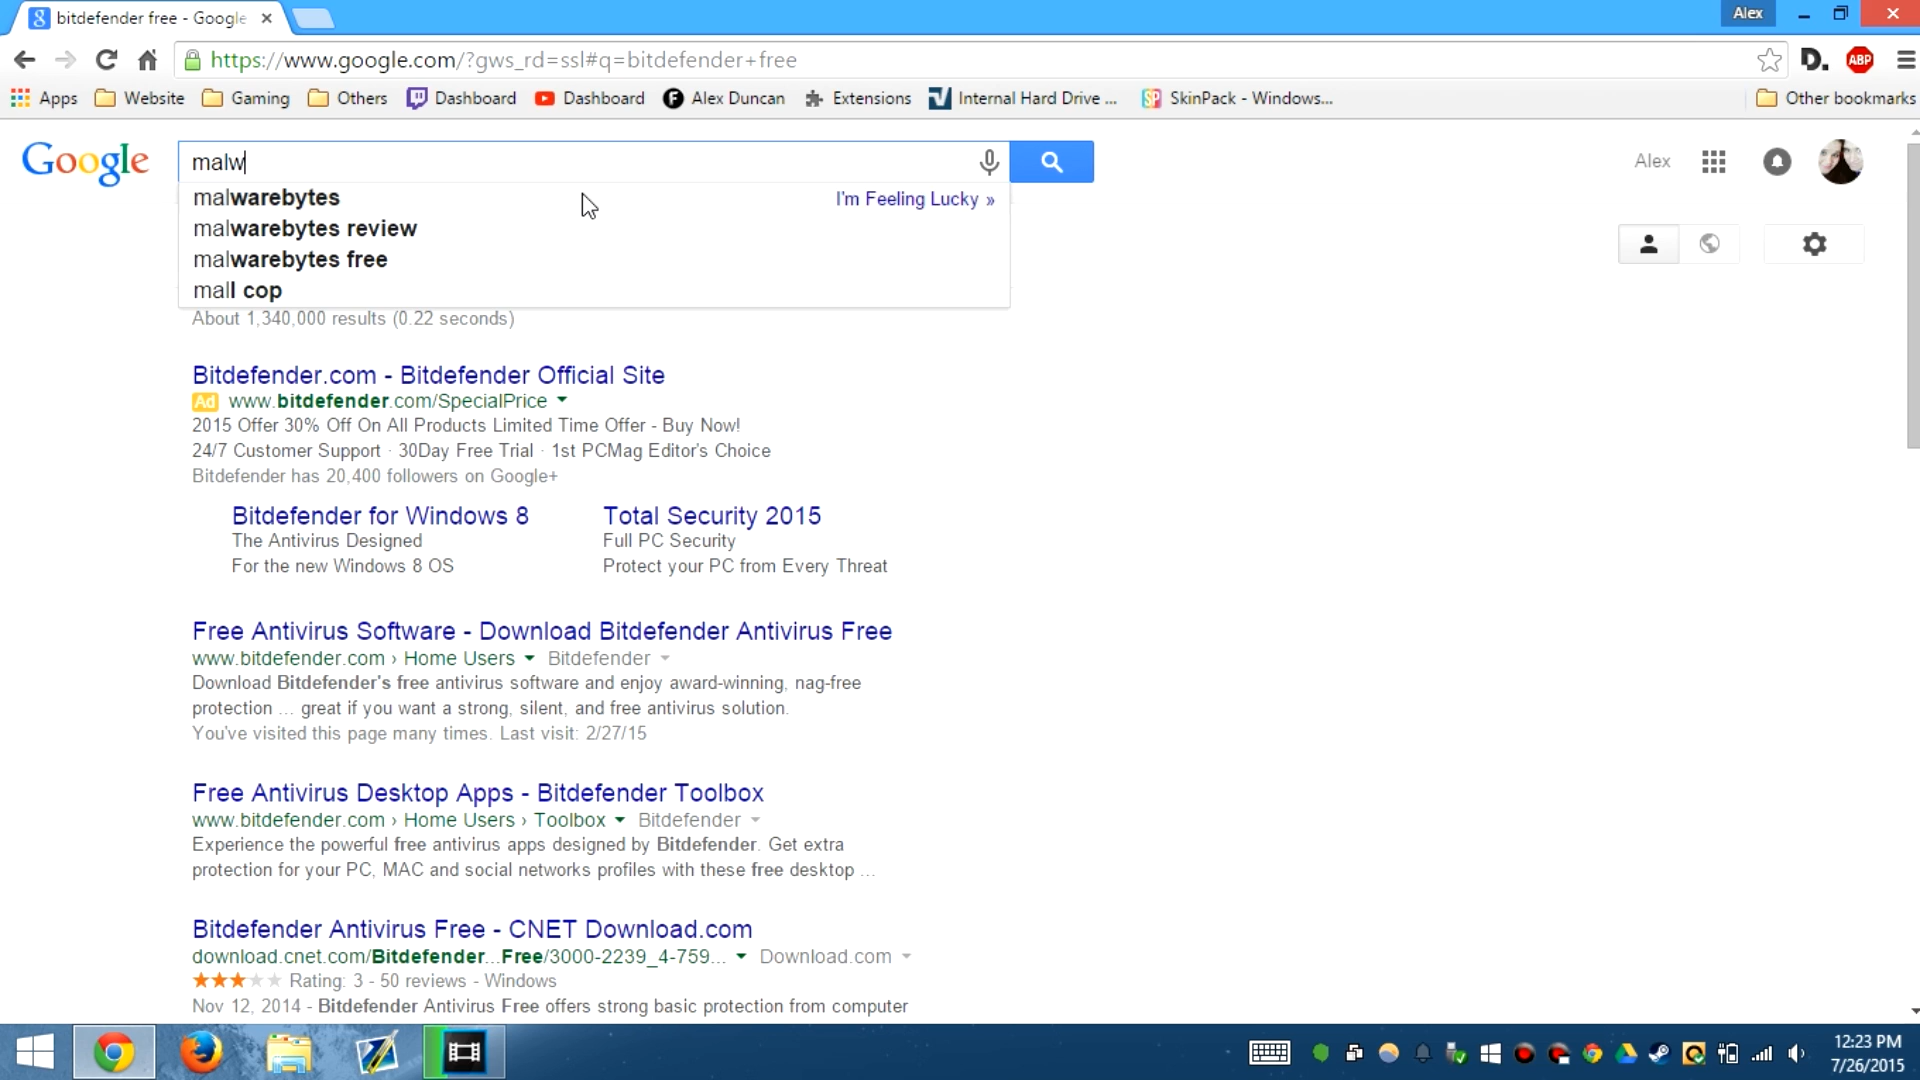 bitdefender free - Google
Alex
https://www.google.com/?gws_rd=ssl#q=bitdefender+free
D.
ABP
Apps
Website
Gaming
Others
Dashboard
Dashboard
Alex Duncan
Extensions
Internal Hard Drive ...
SkinPack - Windows...
Other bookmarks
Google
malw
Alex
malwarebytes
I'm Feeling Lucky »
malwarebytes review
malwarebytes free
mall cop
About 1,340,000 results (0.22 seconds)
Bitdefender.com - Bitdefender Official Site
Ad www.bitdefender.com/SpecialPrice
2015 Offer 30% Off On All Products Limited Time Offer - Buy Now!
24/7 Customer Support · 30Day Free Trial · 1st PCMag Editor's Choice
Bitdefender has 20,400 followers on Google+
Bitdefender for Windows 8
The Antivirus Designed
For the new Windows 8 OS
Total Security 2015
Full PC Security
Protect your PC from Every Threat
Free Antivirus Software - Download Bitdefender Antivirus Free
www.bitdefender.com › Home Users Bitdefender
Download Bitdefender's free antivirus software and enjoy award-winning, nag-free
protection ... great if you want a strong, silent, and free antivirus solution.
You've visited this page many times. Last visit: 2/27/15
Free Antivirus Desktop Apps - Bitdefender Toolbox
www.bitdefender.com › Home Users › Toolbox Bitdefender
Experience the powerful free antivirus apps designed by Bitdefender. Get extra
protection for your PC, MAC and social networks profiles with these free desktop ...
Bitdefender Antivirus Free - CNET Download.com
download.cnet.com/Bitdefender...Free/3000-2239_4-759... Download.com
Rating: 3 - 50 reviews - Windows
Nov 12, 2014 - Bitdefender Antivirus Free offers strong basic protection from computer
12:23 PM
7/26/2015